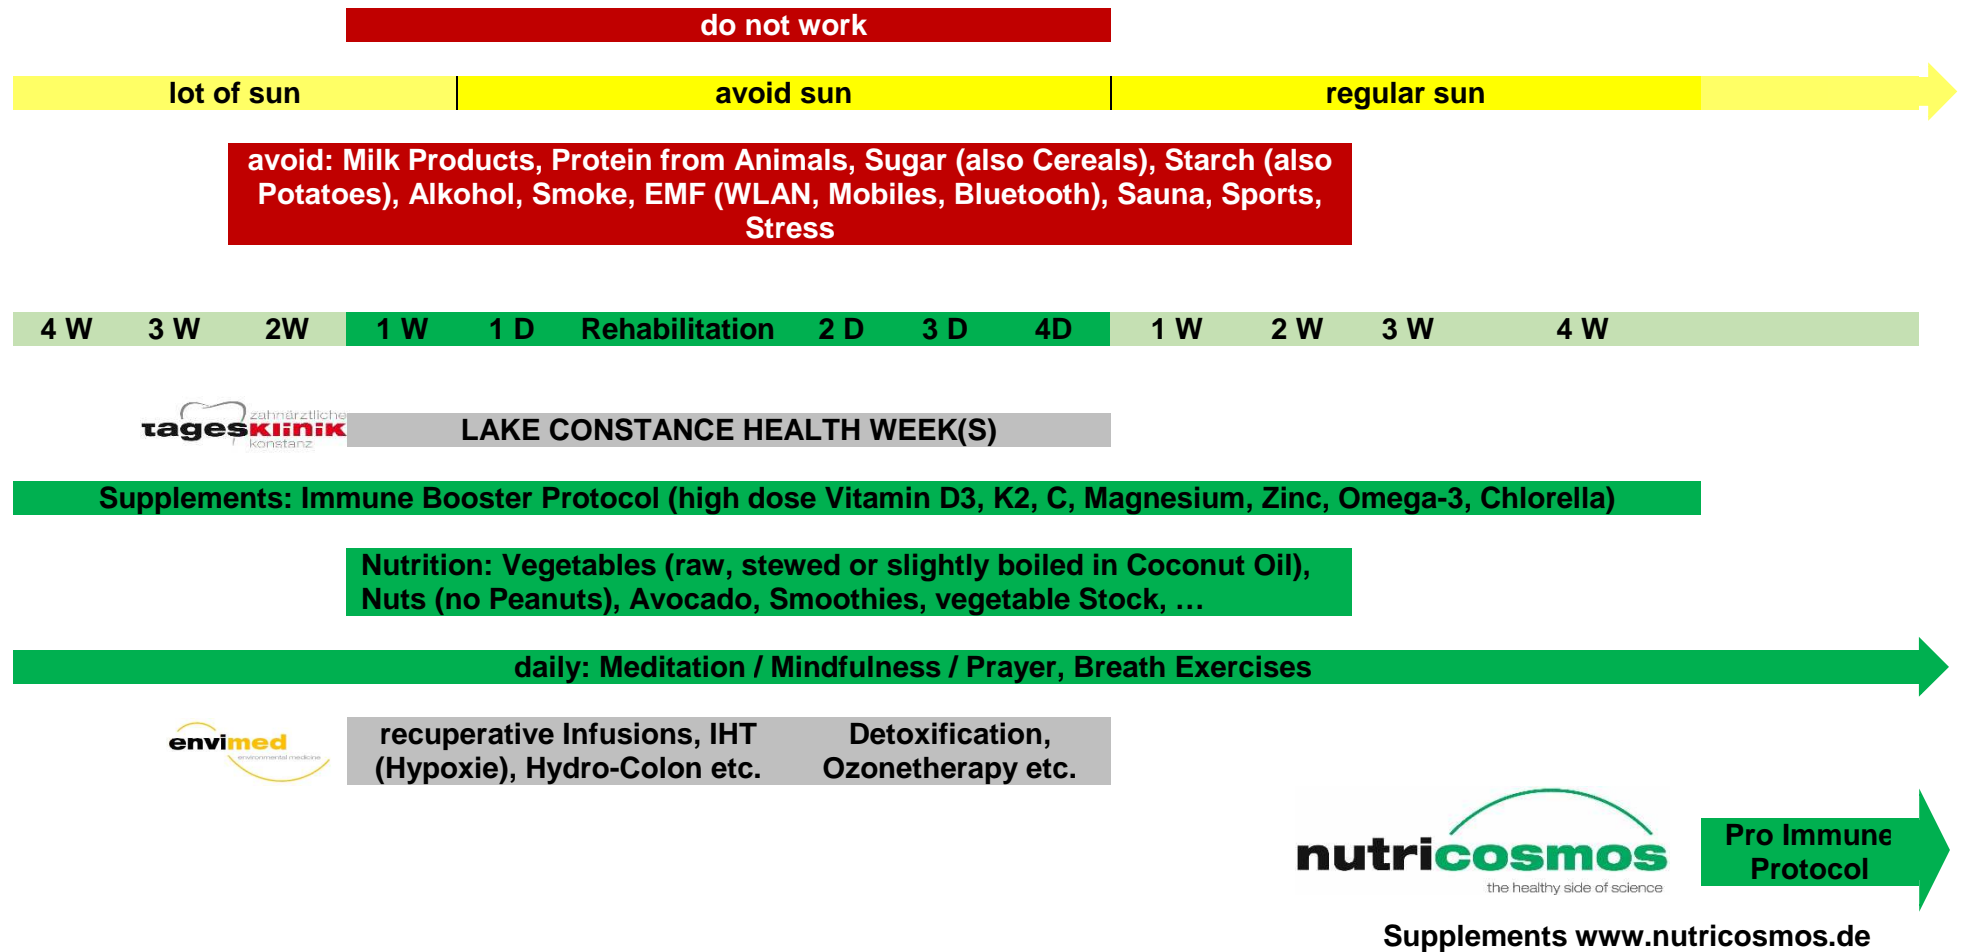 do not work
lot of sun avoid sun regular sun
avoid: Milk Products, Protein from Animals, Sugar (also Cereals), Starch (also
Potatoes), Alkohol, Smoke, EMF (WLAN, Mobiles, Bluetooth), Sauna, Sports,
Stress
4 W 3 W 2W 1 W 1 D Rehabilitation 2 D 3 D 4D 1 W 2 W 3 W 4 W
zahnärztliche
tagesklinik
konstanz
LAKE CONSTANCE HEALTH WEEK(S)
Supplements: Immune Booster Protocol (high dose Vitamin D3, K2, C, Magnesium, Zinc, Omega-3, Chlorella)
Nutrition: Vegetables (raw, stewed or slightly boiled in Coconut Oil),
Nuts (no Peanuts), Avocado, Smoothies, vegetable Stock, …
daily: Meditation / Mindfulness / Prayer, Breath Exercises
envimed
environmental medicine
recuperative Infusions, IHT
(Hypoxie), Hydro-Colon etc.
Detoxification,
Ozonetherapy etc.
nutricosmos
the healthy side of science
Pro Immune
Protocol
Supplements www.nutricosmos.de